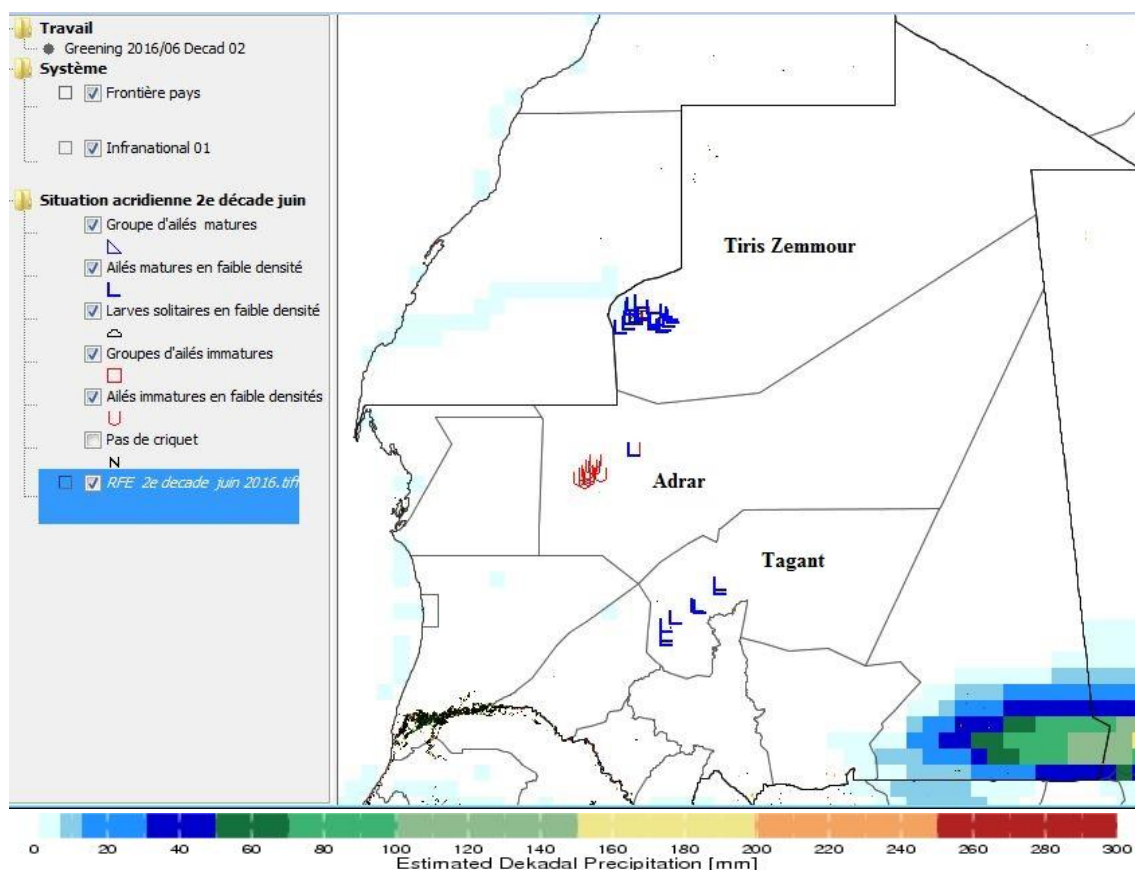 Travail
Greening 2016/06 Decad 02
Système
Frontière pays
Infranational 01
Situation acridienne 2e décade juin
Groupe d'ailés matures
Ailés matures en faible densité
Larves solitaires en faible densité
Groupes d'ailés immatures
Ailés immatures en faible densités
Pas de criquet
N
RFE 2e decade juin 2016.tiff
Tiris Zemmour
Adrar
Tagant
0 20 40 60 80 100 120 140 160 180 200 220 240 260 280 300
Estimated Dekadal Precipitation [mm]